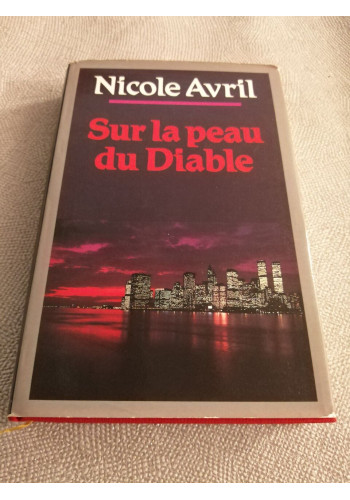 Nicole Avril
Sur la peau
du Diable